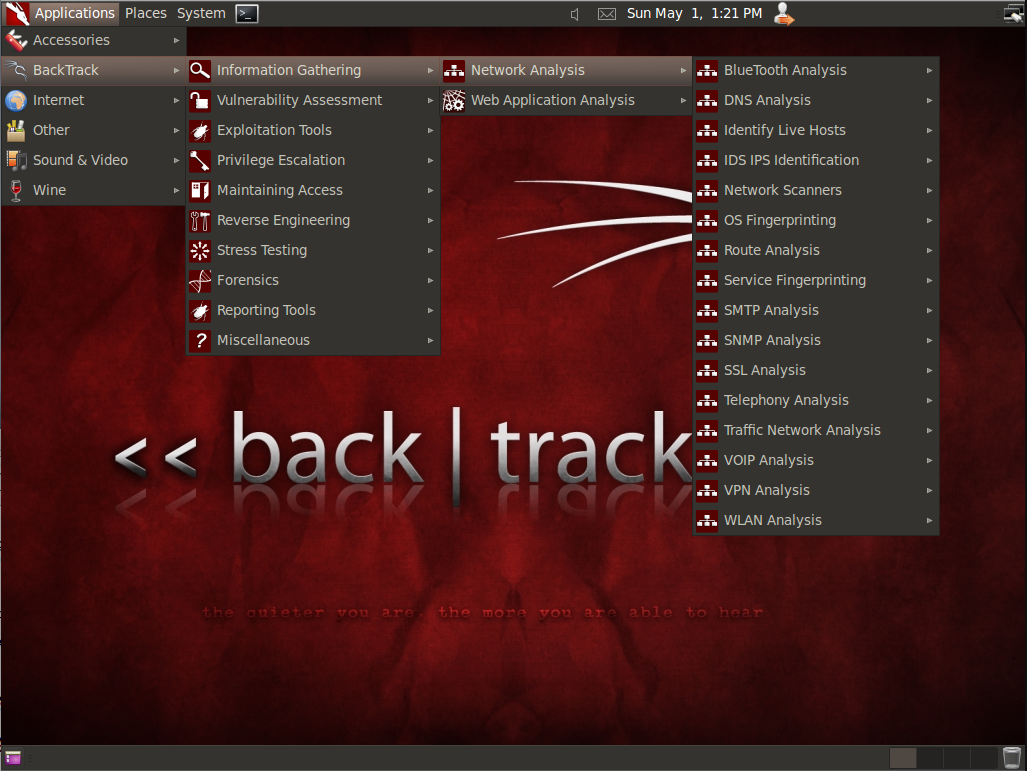 Applications Places System Sun May 1, 1:21 PM
Accessories
BackTrack
Internet
Other
Sound & Video
Wine
Information Gathering
Vulnerability Assessment
Exploitation Tools
Privilege Escalation
Maintaining Access
Reverse Engineering
Stress Testing
Forensics
Reporting Tools
Miscellaneous
Network Analysis
Web Application Analysis
BlueTooth Analysis
DNS Analysis
Identify Live Hosts
IDS IPS Identification
Network Scanners
OS Fingerprinting
Route Analysis
Service Fingerprinting
SMTP Analysis
SNMP Analysis
SSL Analysis
Telephony Analysis
Traffic Network Analysis
VOIP Analysis
VPN Analysis
WLAN Analysis
<< back | track
the quieter you are, the more you are able to hear